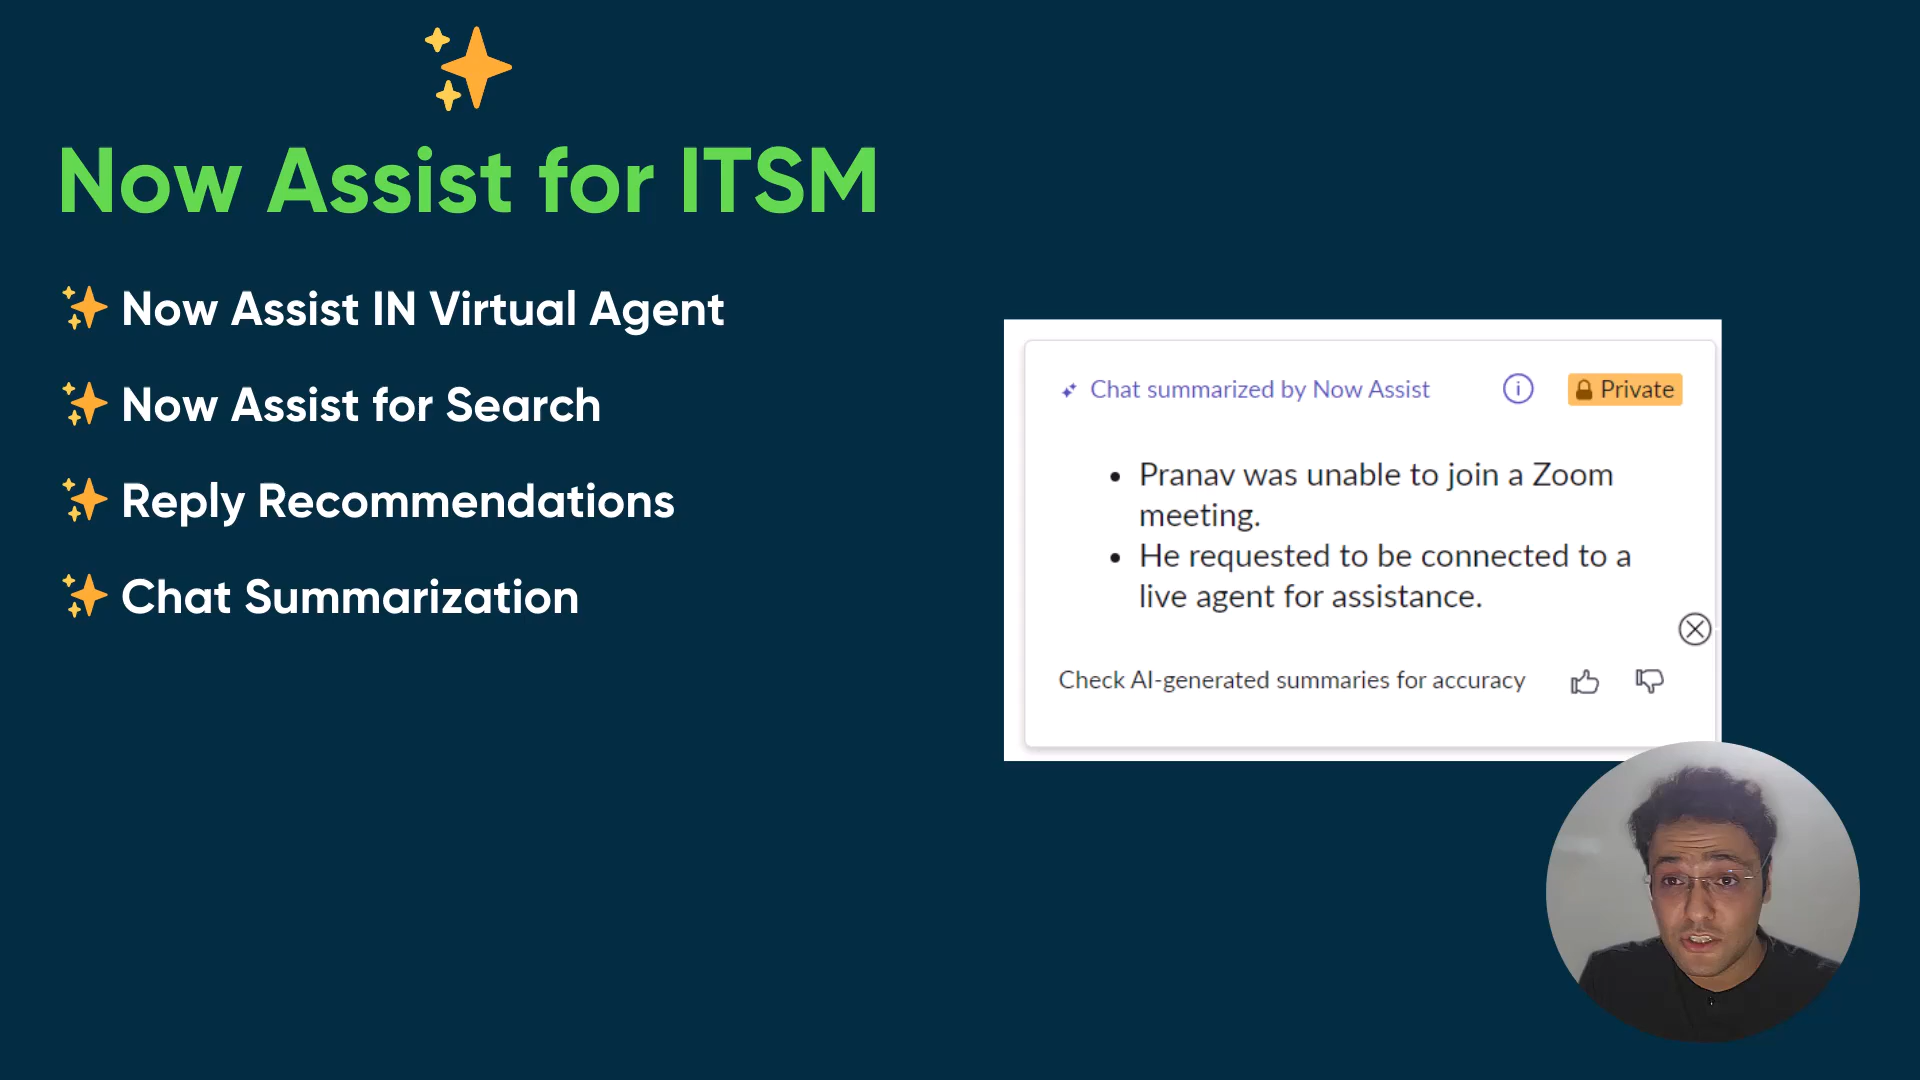 Now Assist for ITSM
Now Assist IN Virtual Agent
Now Assist for Search
Reply Recommendations
Chat Summarization
Chat summarized by Now Assist
Private
• Pranav was unable to join a Zoom
meeting.
• He requested to be connected to a
live agent for assistance.
Check AI-generated summaries for accuracy